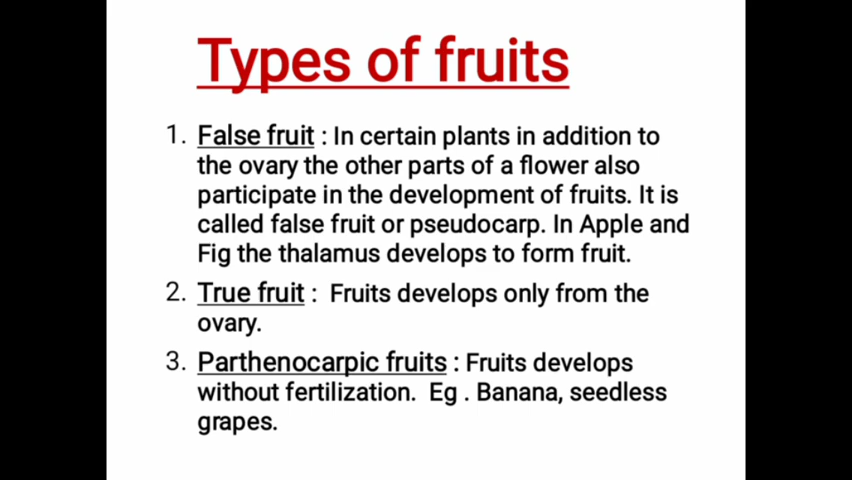 Types of fruits
1. False fruit : In certain plants in addition to
the ovary the other parts of a flower also
participate in the development of fruits. It is
called false fruit or pseudocarp. In Apple and
Fig the thalamus develops to form fruit.
2. True fruit : Fruits develops only from the
ovary.
3. Parthenocarpic fruits : Fruits develops
without fertilization. Eg . Banana, seedless
grapes.